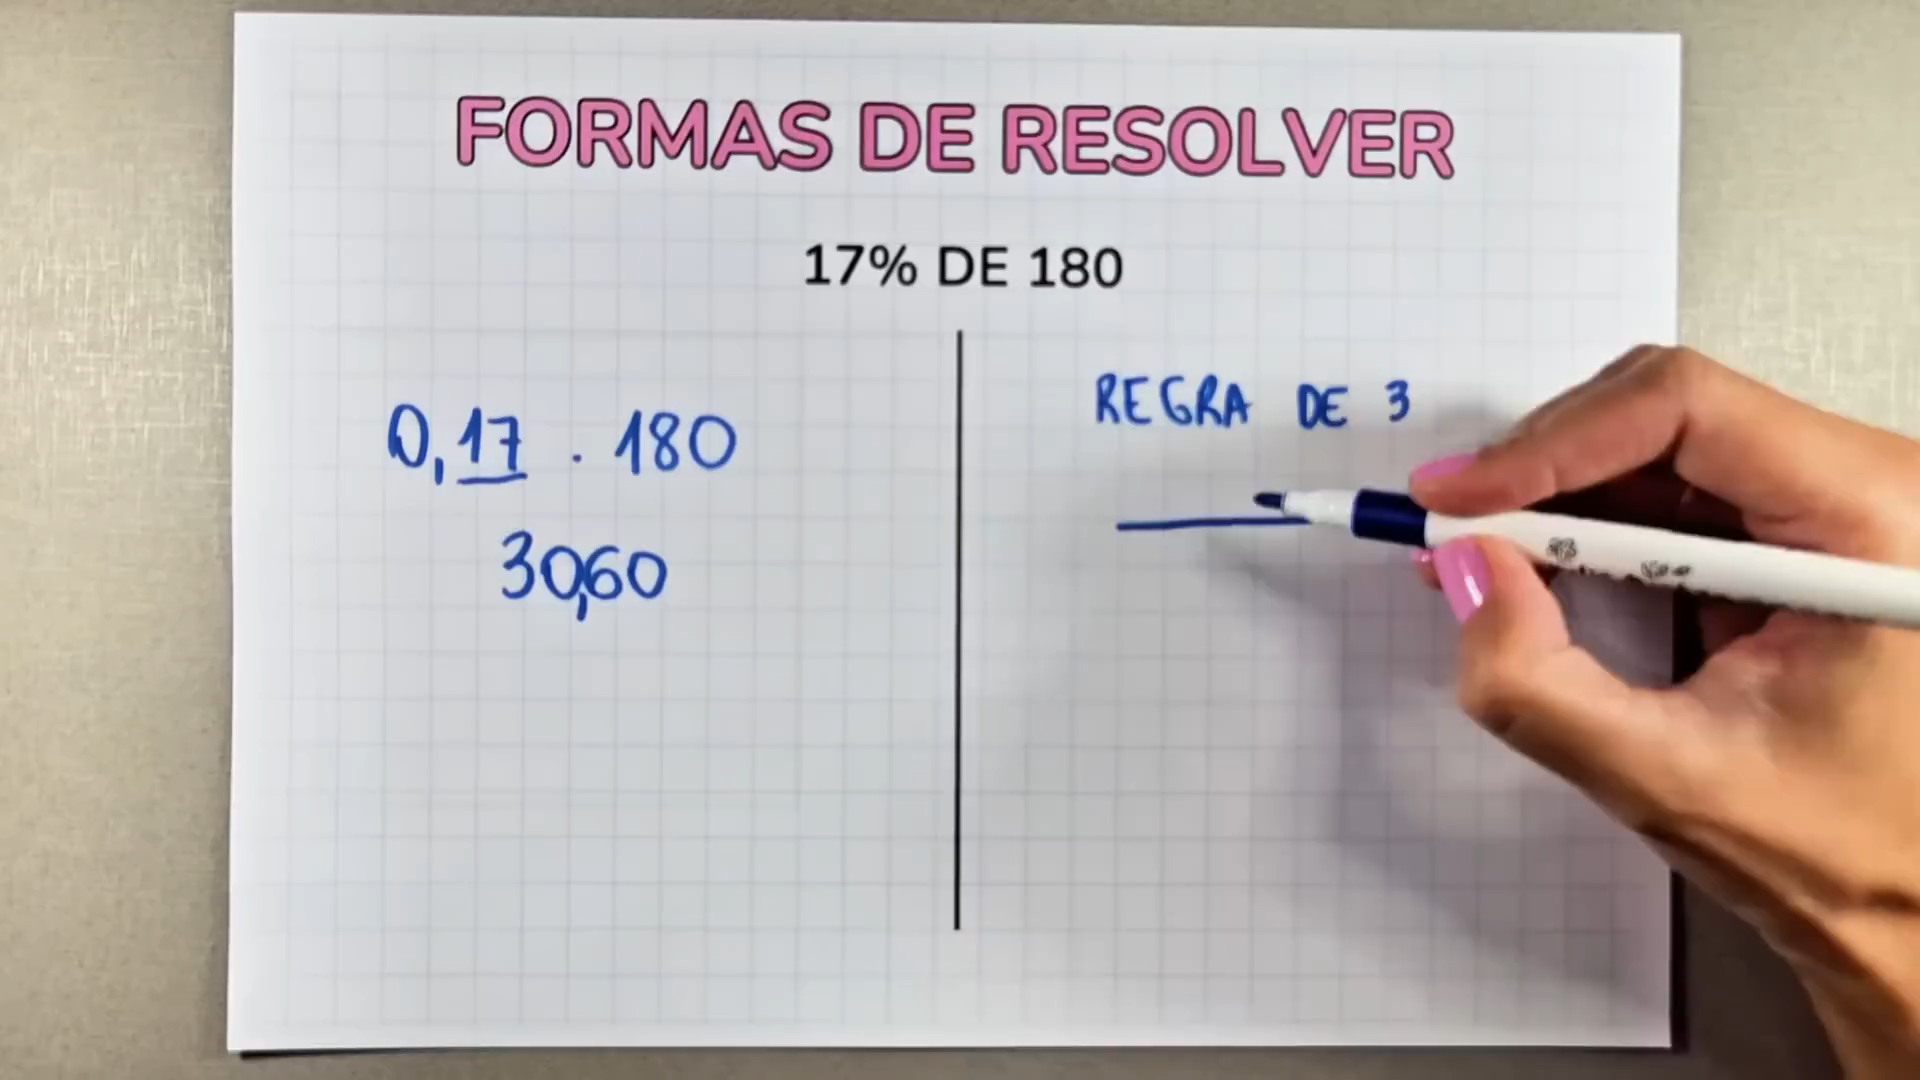 FORMAS DE RESOLVER
17% DE 180
0,17 . 180
30,60
REGRA DE 3